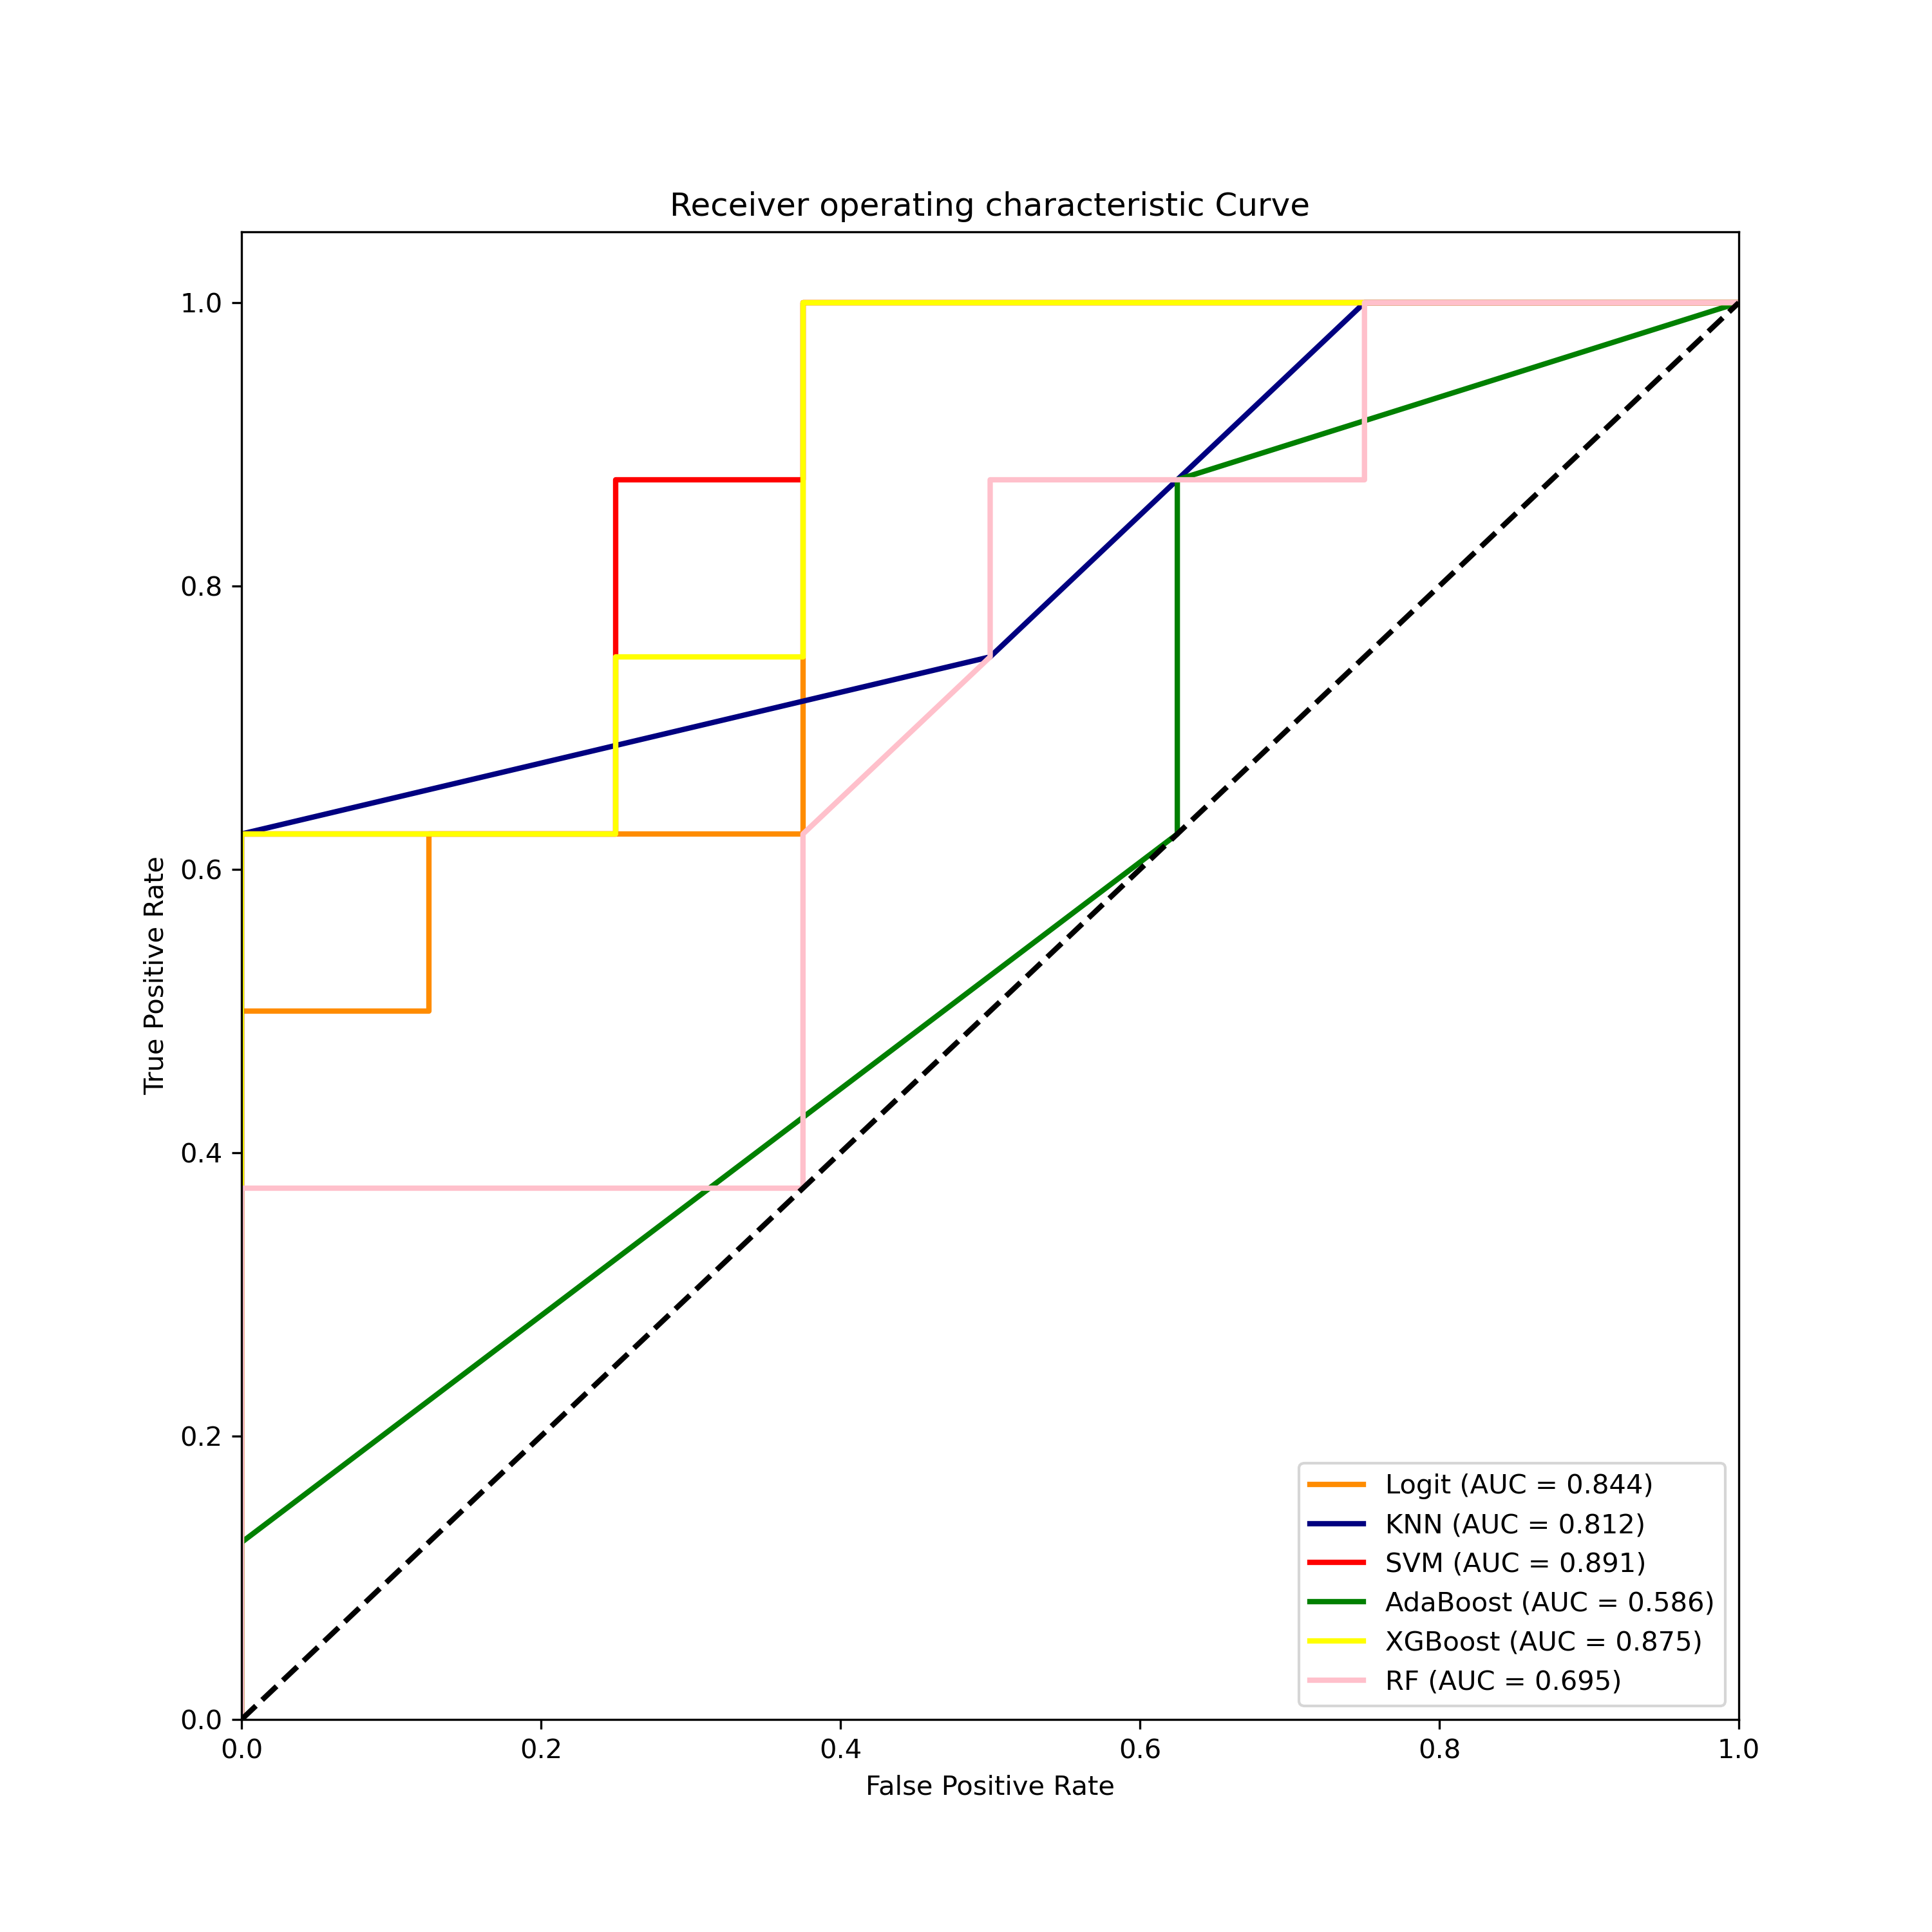 Receiver operating characteristic Curve
1.0
0.8
0.6
0.4
0.2
0.0
True Positive Rate
0.0 0.2 0.4 0.6 0.8 1.0
False Positive Rate
Logit (AUC = 0.844)
KNN (AUC = 0.812)
SVM (AUC = 0.891)
AdaBoost (AUC = 0.586)
XGBoost (AUC = 0.875)
RF (AUC = 0.695)